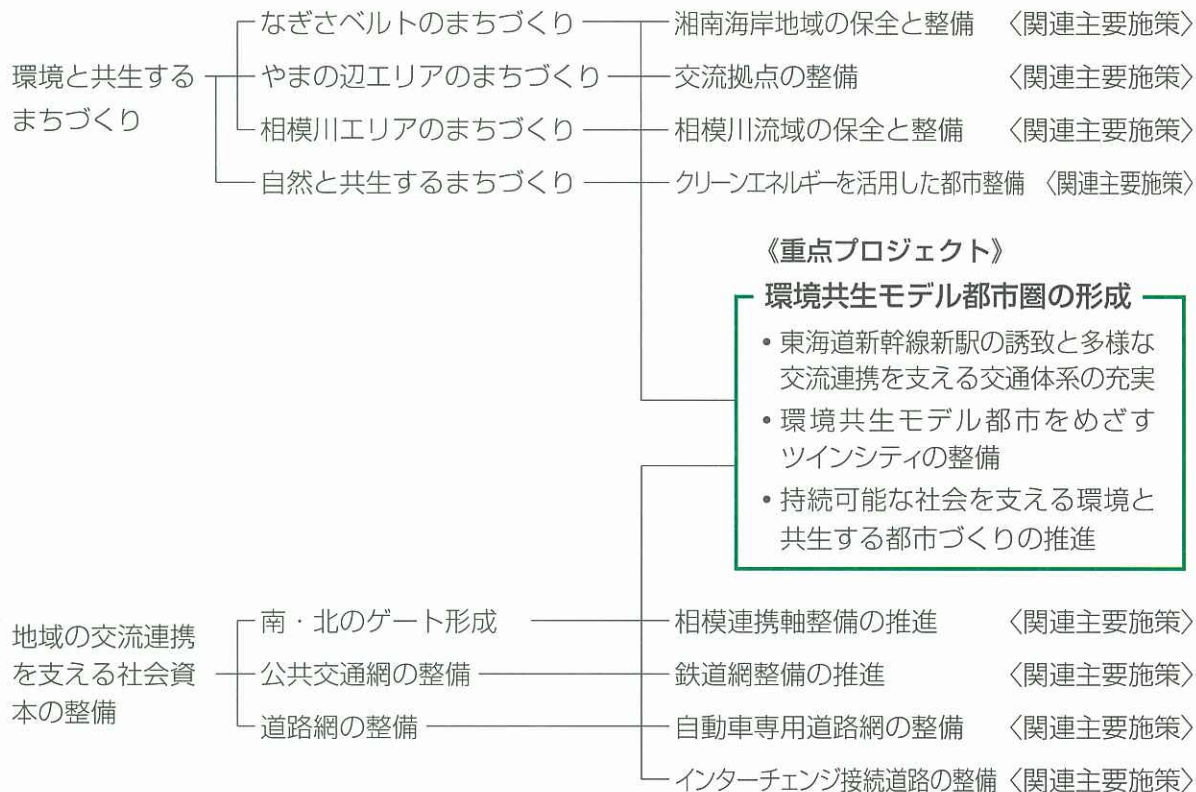 環境と共生する
まちづくり
なぎさベルトのまちづくり
湘南海岸地域の保全と整備 〈関連主要施策〉
やまの辺エリアのまちづくり
交流拠点の整備 〈関連主要施策〉
相模川エリアのまちづくり
相模川流域の保全と整備 〈関連主要施策〉
自然と共生するまちづくり
クリーンエネルギーを活用した都市整備 〈関連主要施策〉
《重点プロジェクト》
環境共生モデル都市圏の形成
• 東海道新幹線新駅の誘致と多様な
交流連携を支える交通体系の充実
• 環境共生モデル都市をめざす
ツインシティの整備
• 持続可能な社会を支える環境と
共生する都市づくりの推進
地域の交流連携
を支える社会資
本の整備
南・北のゲート形成
相模連携軸整備の推進 〈関連主要施策〉
公共交通網の整備
鉄道網整備の推進 〈関連主要施策〉
道路網の整備
自動車専用道路網の整備 〈関連主要施策〉
インターチェンジ接続道路の整備 〈関連主要施策〉